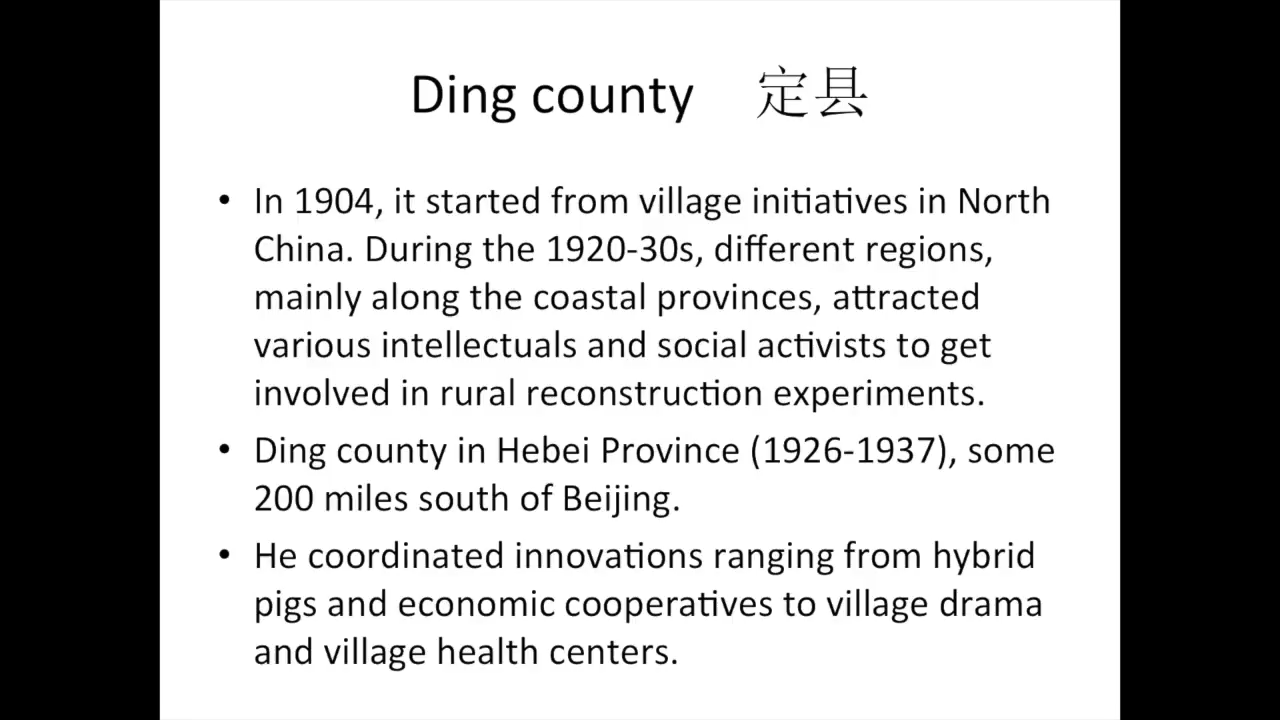 Ding county 定县
• In 1904, it started from village initiatives in North
China. During the 1920-30s, different regions,
mainly along the coastal provinces, attracted
various intellectuals and social activists to get
involved in rural reconstruction experiments.
• Ding county in Hebei Province (1926-1937), some
200 miles south of Beijing.
• He coordinated innovations ranging from hybrid
pigs and economic cooperatives to village drama
and village health centers.